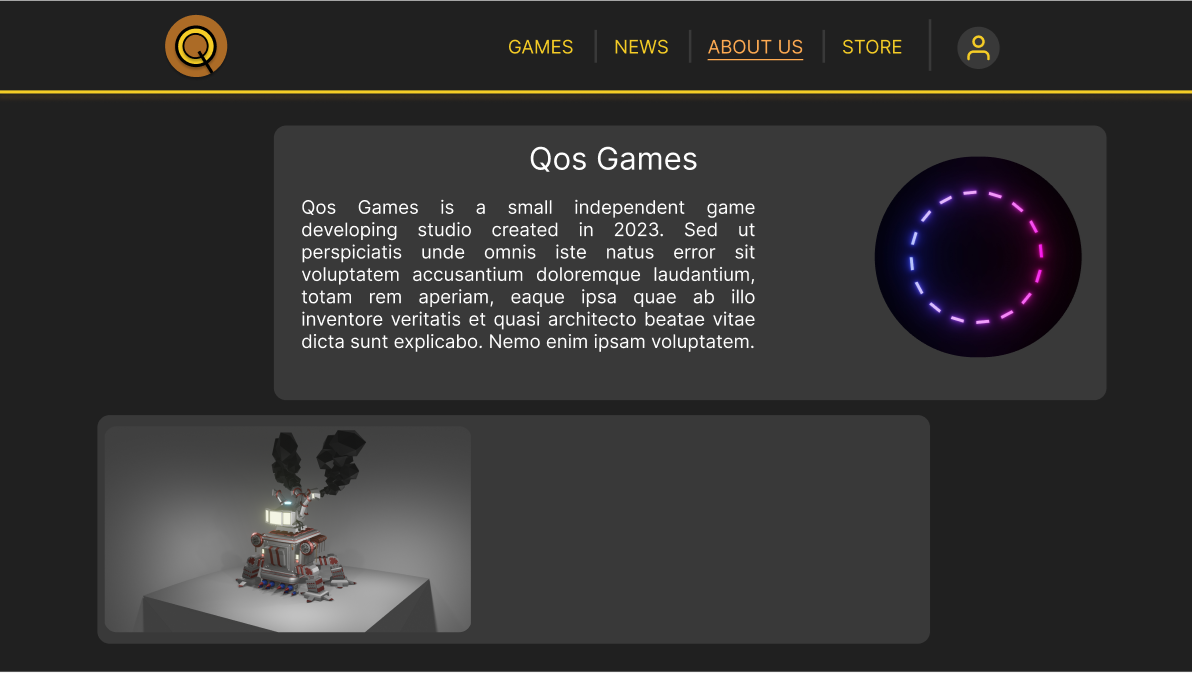 Q
GAMES
NEWS
ABOUT US
STORE
Qos Games
Qos Games is a small independent game
developing studio created in 2023. Sed ut
perspiciatis unde omnis iste natus error sit
voluptatem accusantium doloremque laudantium,
totam rem aperiam, eaque ipsa quae ab illo
inventore veritatis et quasi architecto beatae vitae
dicta sunt explicabo. Nemo enim ipsam voluptatem.